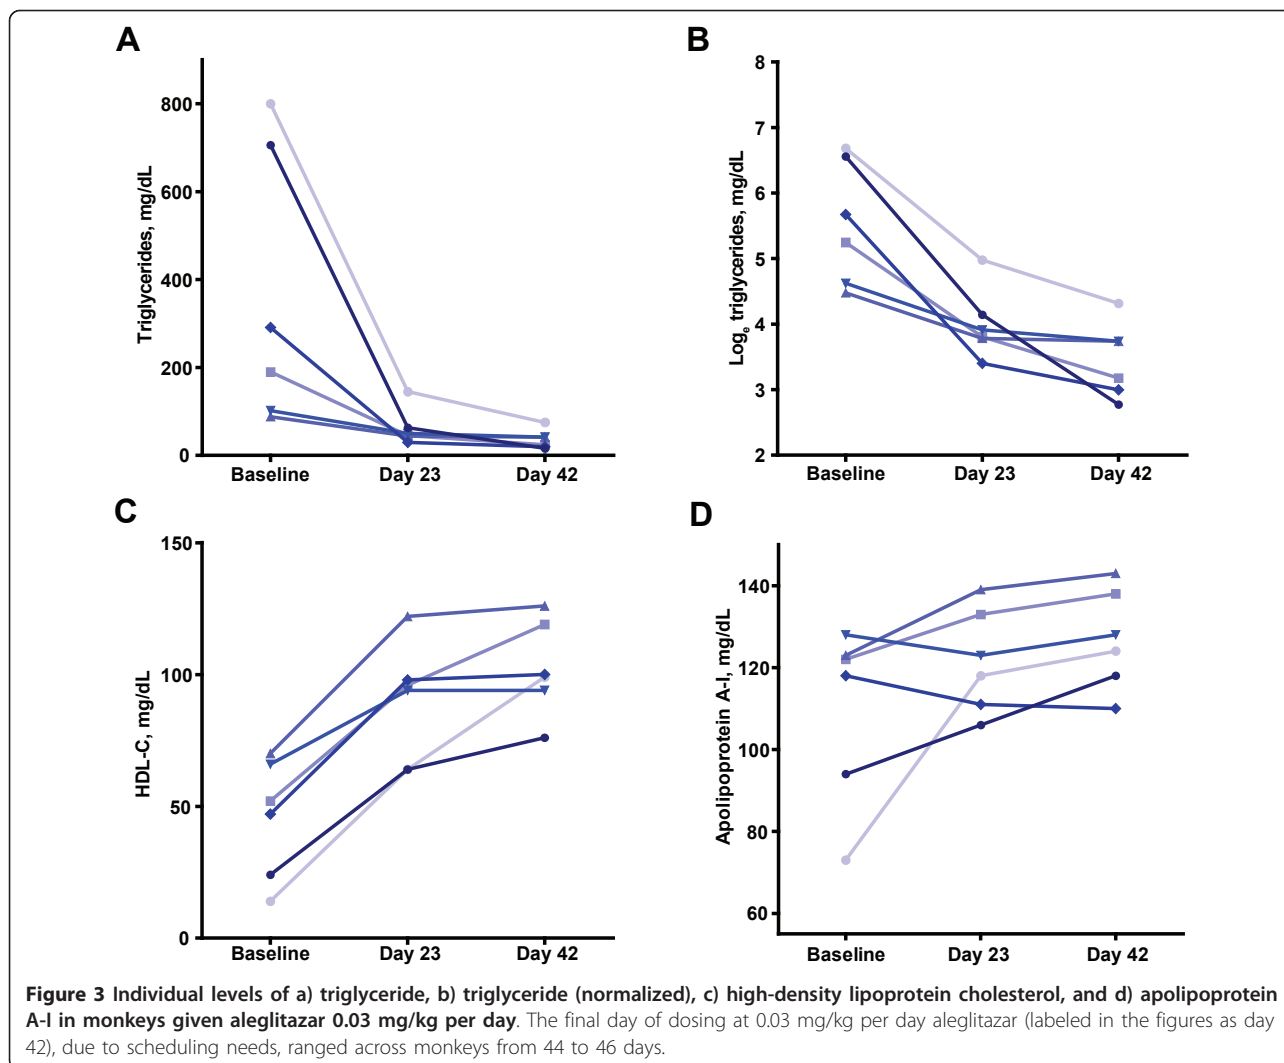 A
Triglycerides, mg/dL
800
600
400
200
0
Baseline Day 23 Day 42
B
Logₑ triglycerides, mg/dL
8
7
6
5
4
3
2
Baseline Day 23 Day 42
C
HDL-C, mg/dL
150
100
50
0
Baseline Day 23 Day 42
D
Apolipoprotein A-I, mg/dL
140
120
100
80
60
Baseline Day 23 Day 42
Figure 3 Individual levels of a) triglyceride, b) triglyceride (normalized), c) high-density lipoprotein cholesterol, and d) apolipoprotein
A-I in monkeys given aleglitazar 0.03 mg/kg per day. The final day of dosing at 0.03 mg/kg per day aleglitazar (labeled in the figures as day
42), due to scheduling needs, ranged across monkeys from 44 to 46 days.